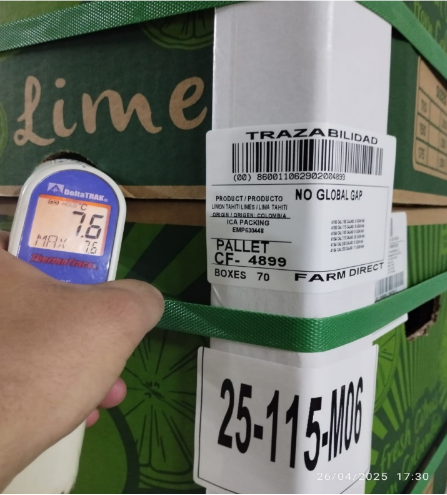 Lime
TRAZABILIDAD
(00) 860011062902004899
PRODUCT / PRODUCTO
NO GLOBAL GAP
LIMON TAHITI LIMES / LIMA TAHITI
ORIGIN / ORIGEN: COLOMBIA
ICA PACKING
EMP633448
PALLET
CF- 4899
BOXES 70 FARM DIRECT
DeltaTRAK
7.6
MAX 7.6
ThermoTrace
25-115-M06
26/04/2025 17:30